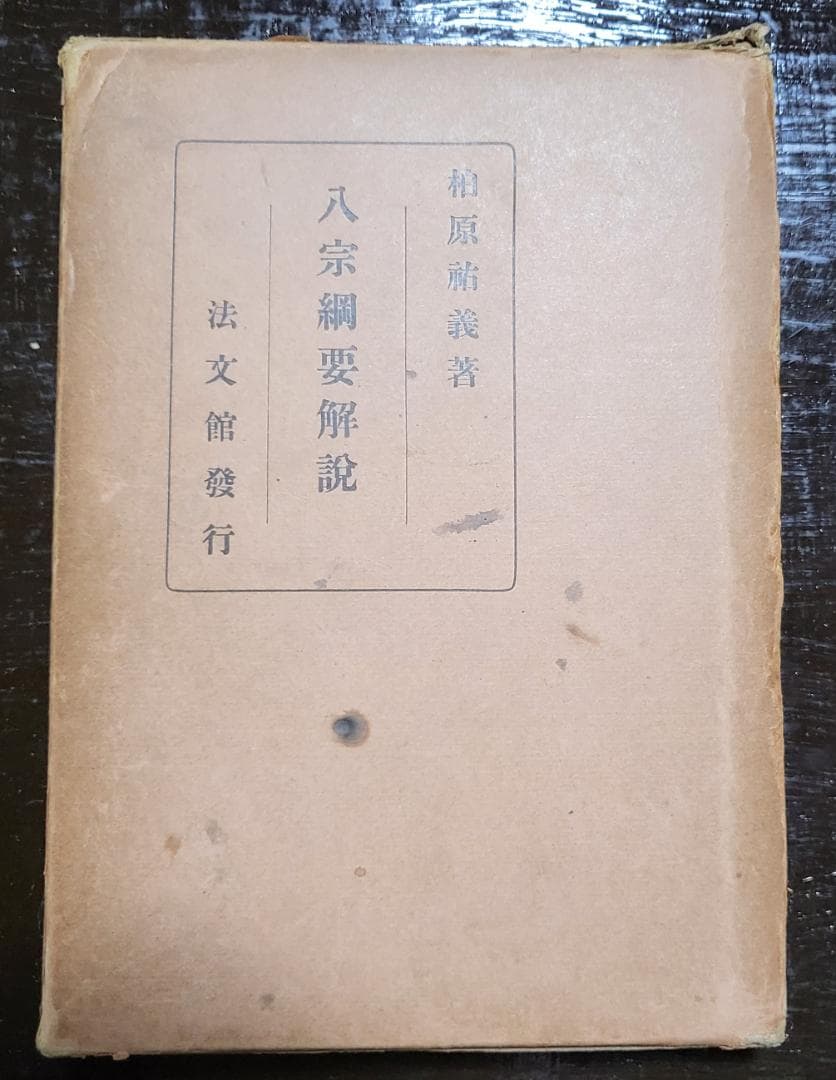 柏原祐義著
八宗綱要解說
法文館發行